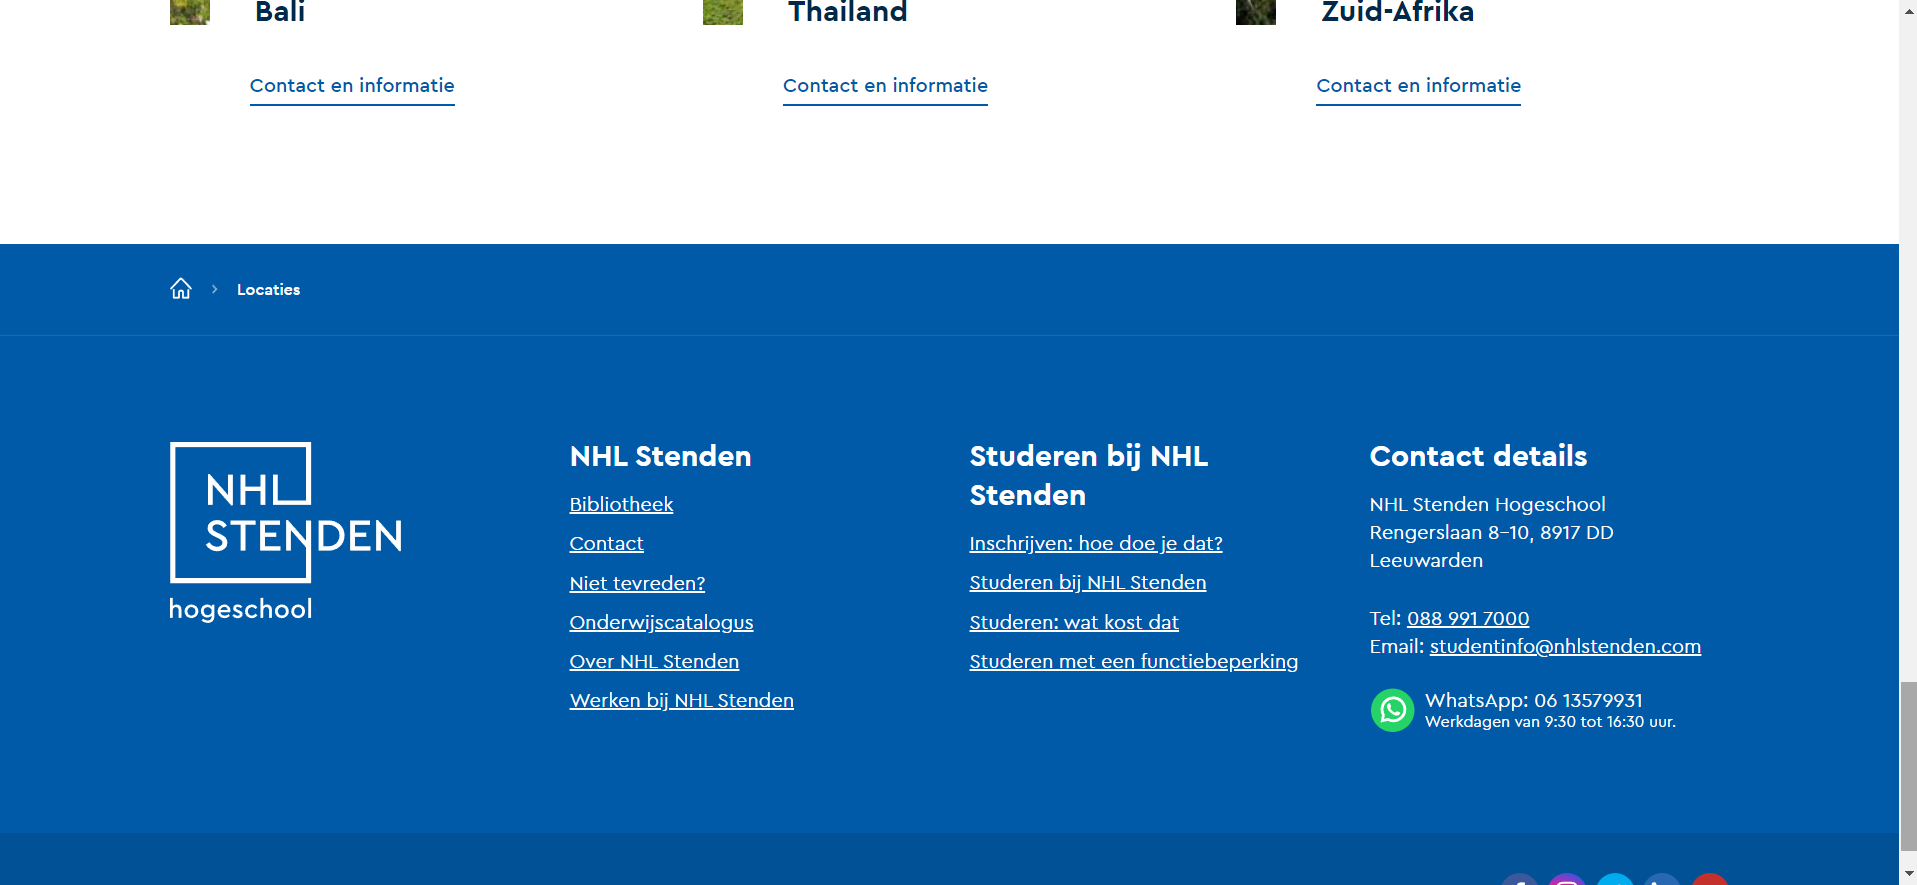 Bali
Thailand
Zuid-Afrika
Contact en informatie
Contact en informatie
Contact en informatie
Locaties
NHL
STENDEN
hogeschool
NHL Stenden
Bibliotheek
Contact
Niet tevreden?
Onderwijscatalogus
Over NHL Stenden
Werken bij NHL Stenden
Studeren bij NHL
Stenden
Inschrijven: hoe doe je dat?
Studeren bij NHL Stenden
Studeren: wat kost dat
Studeren met een functiebeperking
Contact details
NHL Stenden Hogeschool
Rengerslaan 8-10, 8917 DD
Leeuwarden
Tel: 088 991 7000
Email: studentinfo@nhlstenden.com
WhatsApp: 06 13579931
Werkdagen van 9:30 tot 16:30 uur.